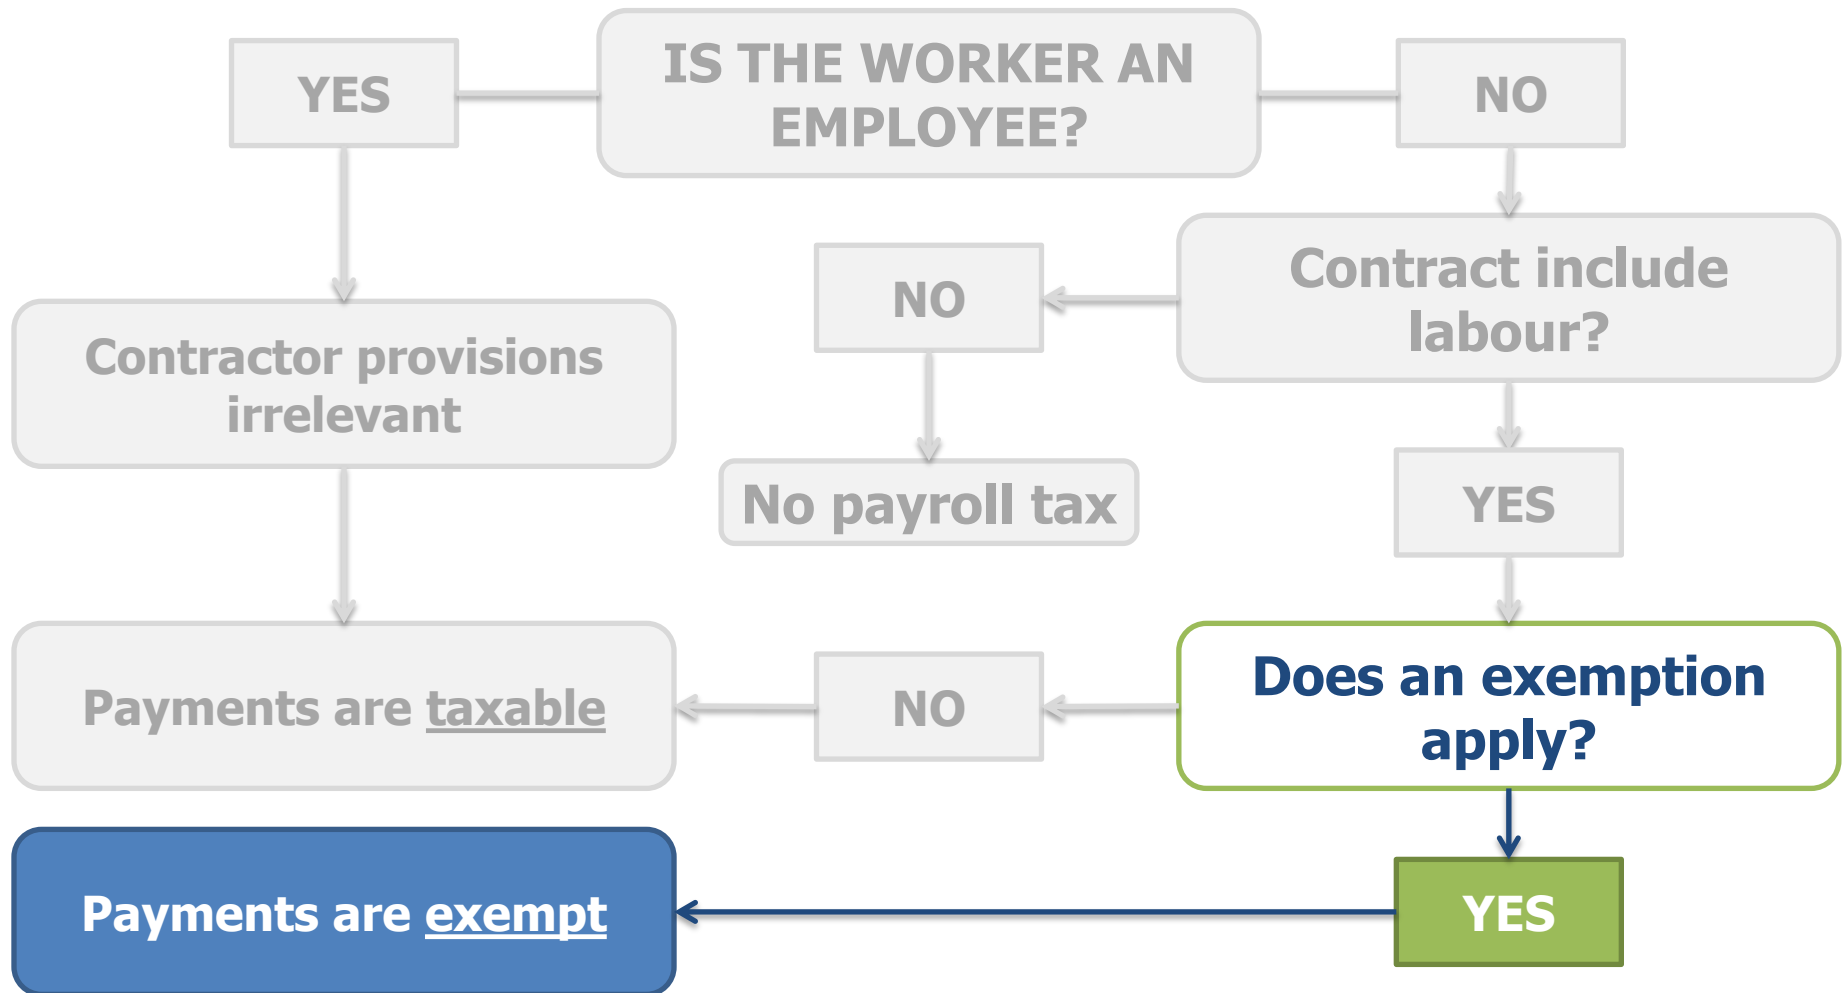 YES
IS THE WORKER AN
EMPLOYEE?
NO
Contract include
labour?
NO
Contractor provisions
irrelevant
No payroll tax
YES
Does an exemption
apply?
NO
Payments are taxable
Payments are exempt
YES